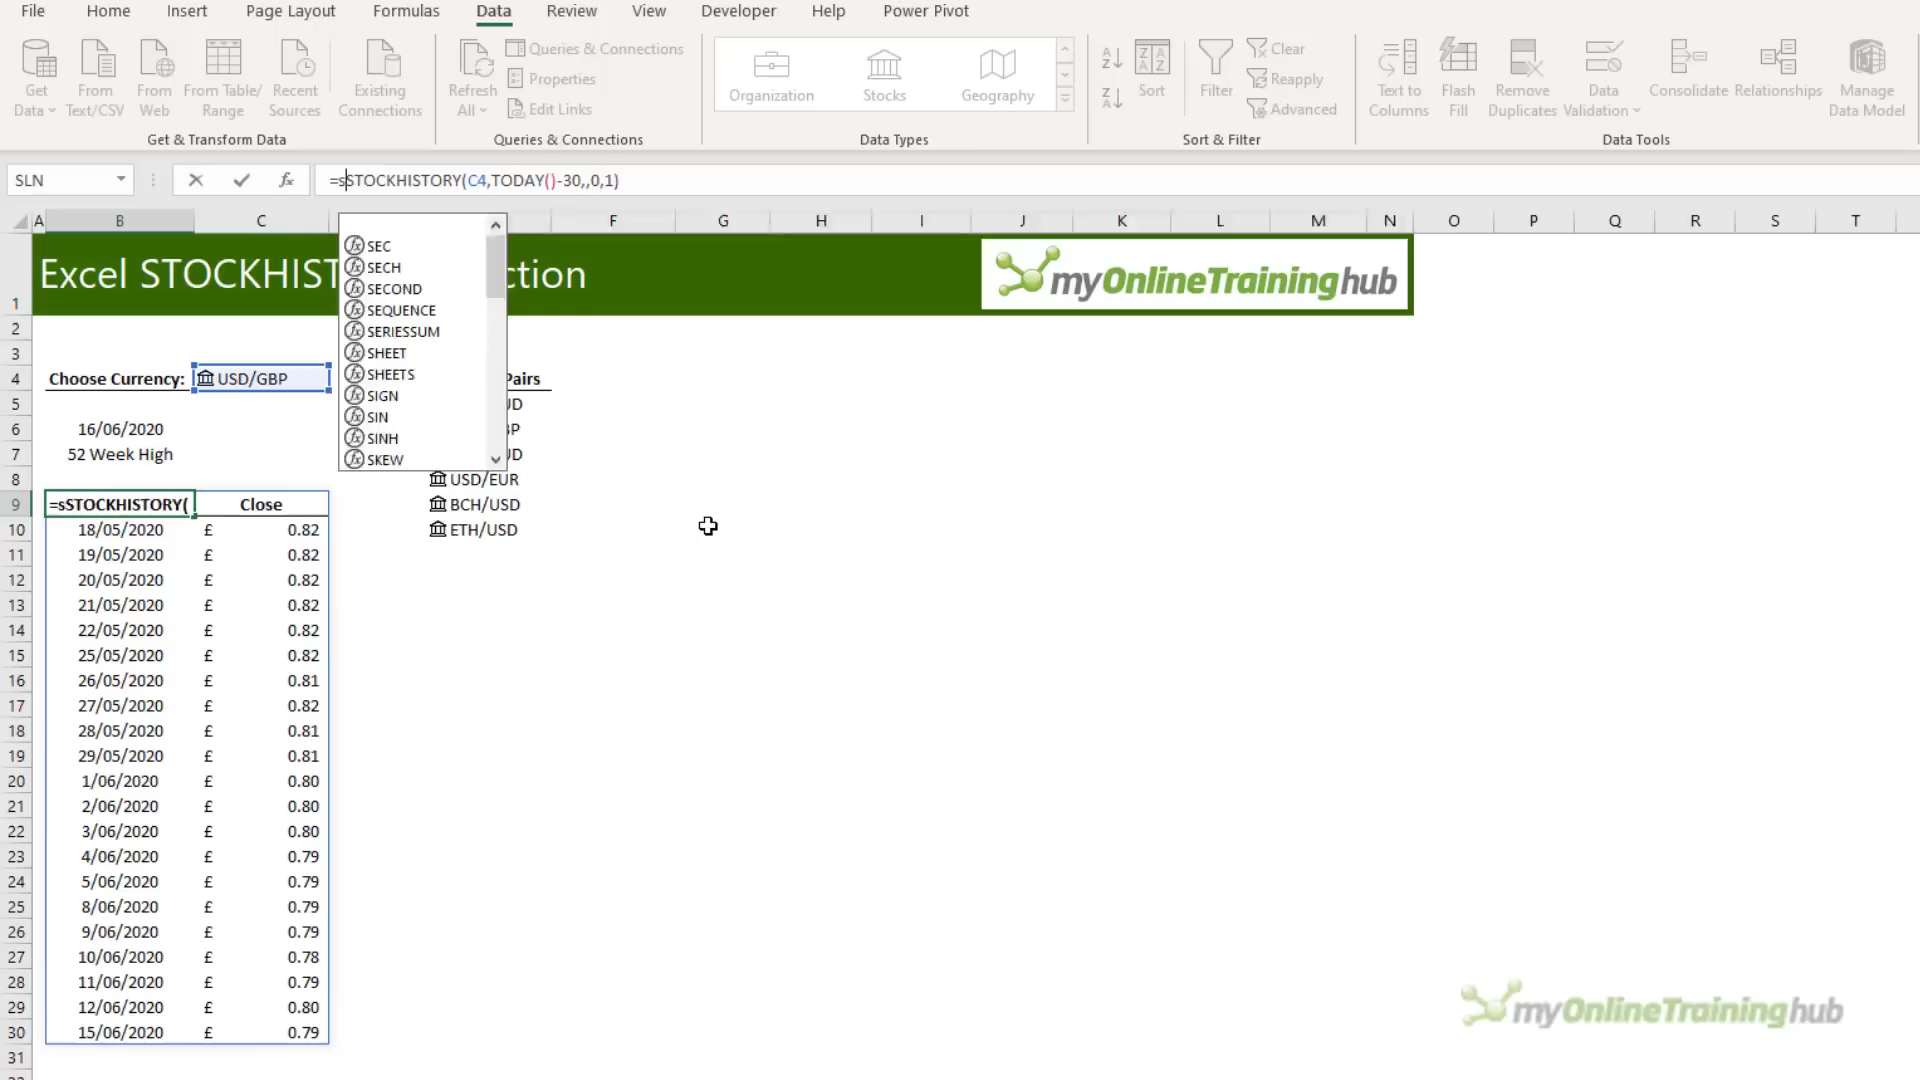 File Home Insert Page Layout Formulas Data Review View Developer Help Power Pivot
Get Data
From Text/CSV
From Web
From Table/ Range
Recent Sources
Existing Connections
Refresh All
Queries & Connections
Properties
Edit Links
Organization
Stocks
Geography
Sort
Filter
Clear
Reapply
Advanced
Text to Columns
Flash Fill
Remove Duplicates
Data Validation
Consolidate
Relationships
Manage Data Model
Get & Transform Data
Queries & Connections
Data Types
Sort & Filter
Data Tools
SLN
fx
=sSTOCKHISTORY(C4,TODAY()-30,,0,1)
A B C F G H I J K L M N O P Q R S T
1 Excel STOCKHIST ction
myOnlineTraininghub
SEC
SECH
SECOND
SEQUENCE
SERIESSUM
SHEET
SHEETS
SIGN
SIN
SINH
SKEW
2
3
4 Choose Currency: USD/GBP Pairs
5 JD
6 16/06/2020 BP
7 52 Week High JD
8 USD/EUR
9 =sSTOCKHISTORY( Close BCH/USD
10 18/05/2020 £ 0.82 ETH/USD
11 19/05/2020 £ 0.82
12 20/05/2020 £ 0.82
13 21/05/2020 £ 0.82
14 22/05/2020 £ 0.82
15 25/05/2020 £ 0.82
16 26/05/2020 £ 0.81
17 27/05/2020 £ 0.82
18 28/05/2020 £ 0.81
19 29/05/2020 £ 0.81
20 1/06/2020 £ 0.80
21 2/06/2020 £ 0.80
22 3/06/2020 £ 0.80
23 4/06/2020 £ 0.79
24 5/06/2020 £ 0.79
25 8/06/2020 £ 0.79
26 9/06/2020 £ 0.79
27 10/06/2020 £ 0.78
28 11/06/2020 £ 0.79
29 12/06/2020 £ 0.80
30 15/06/2020 £ 0.79
31
myOnlineTraininghub